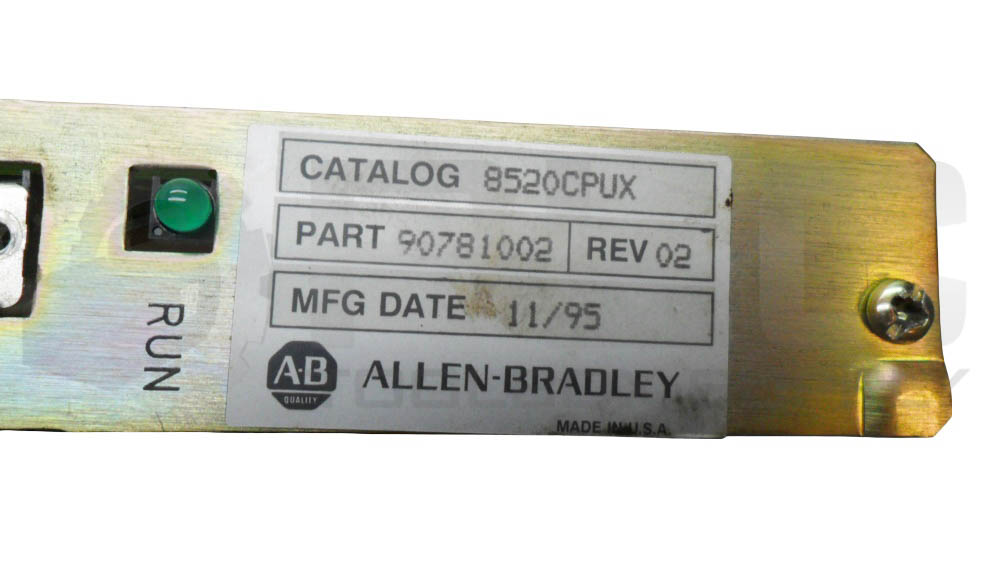 CATALOG 8520CPUX
PART 90781002 REV 02
MFG DATE 11/95
A·B QUALITY ALLEN-BRADLEY
MADE IN U.S.A.
RUN